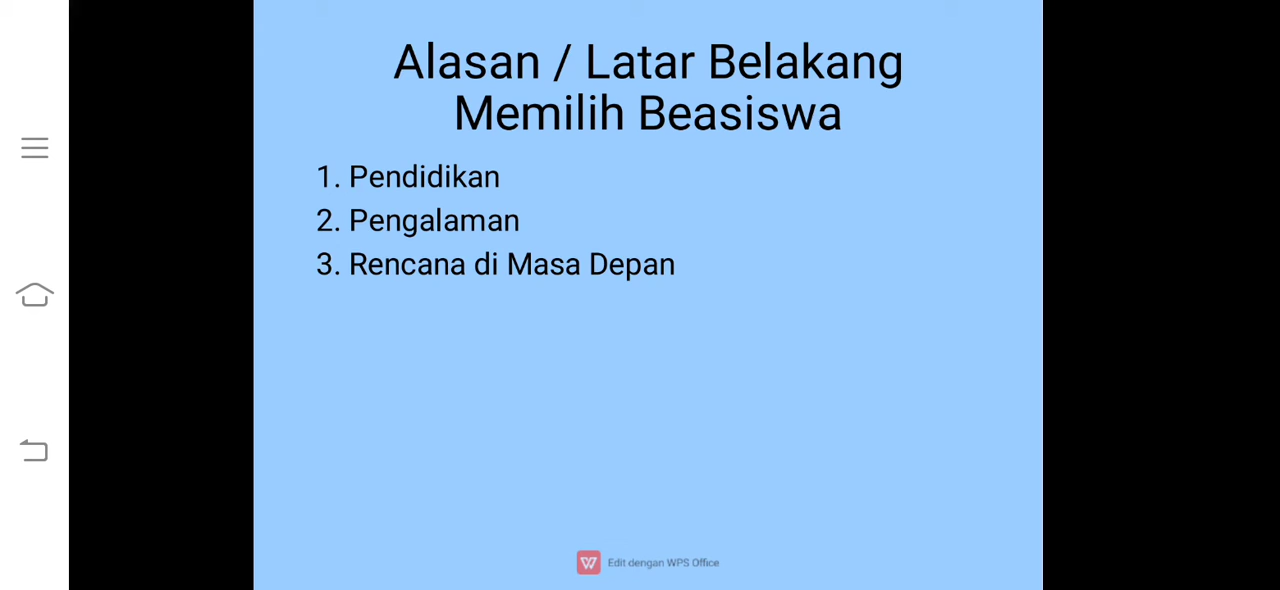 Alasan / Latar Belakang
Memilih Beasiswa
1. Pendidikan
2. Pengalaman
3. Rencana di Masa Depan
Edit dengan WPS Office